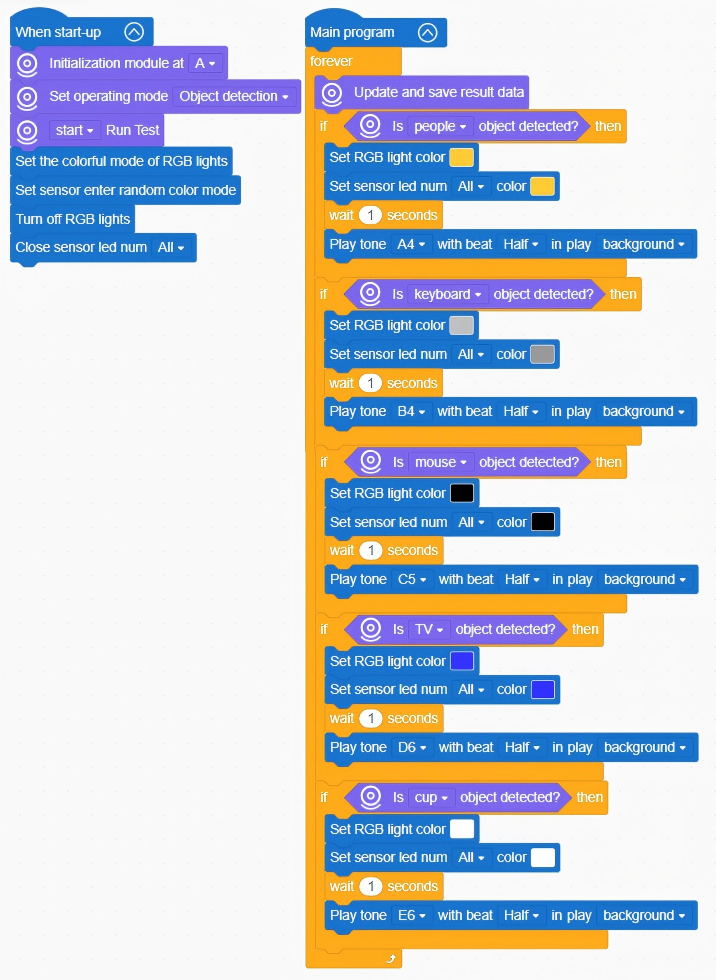 When start-up
Initialization module at A
Set operating mode Object detection
start Run Test
Set the colorful mode of RGB lights
Set sensor enter random color mode
Turn off RGB lights
Close sensor led num All
Main program
forever
Update and save result data
if Is people object detected? then
Set RGB light color
Set sensor led num All color
wait 1 seconds
Play tone A4 with beat Half in play background
if Is keyboard object detected? then
Set RGB light color
Set sensor led num All color
wait 1 seconds
Play tone B4 with beat Half in play background
if Is mouse object detected? then
Set RGB light color
Set sensor led num All color
wait 1 seconds
Play tone C5 with beat Half in play background
if Is TV object detected? then
Set RGB light color
Set sensor led num All color
wait 1 seconds
Play tone D6 with beat Half in play background
if Is cup object detected? then
Set RGB light color
Set sensor led num All color
wait 1 seconds
Play tone E6 with beat Half in play background